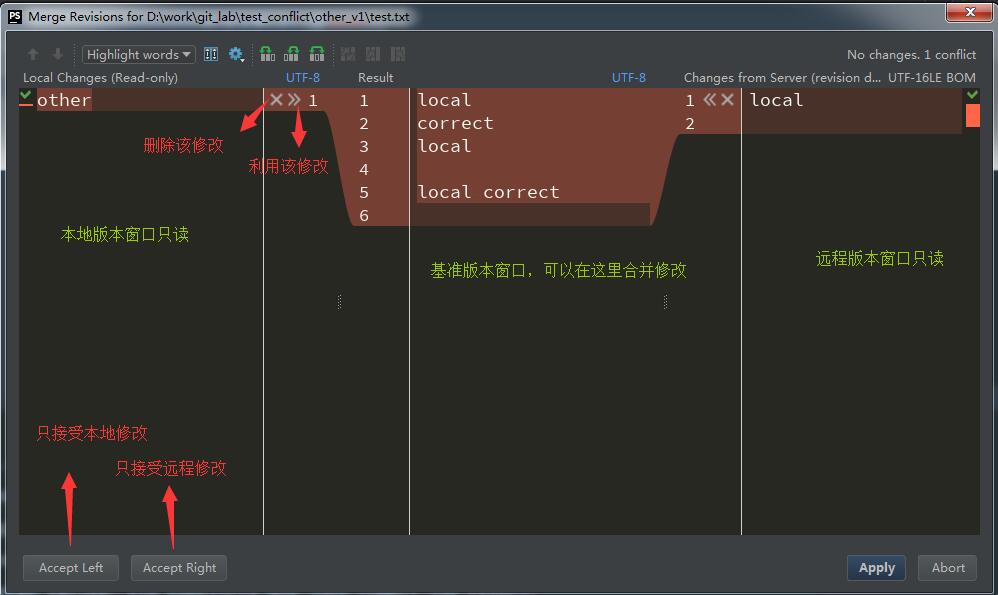 PS Merge Revisions for D:\work\git_lab\test_conflict\other_v1\test.txt
Highlight words
No changes. 1 conflict
Local Changes (Read-only) UTF-8 Result UTF-8 Changes from Server (revision d... UTF-16LE BOM
other 1 1 local 1 local
2 correct 2
3 local
4
5 local correct
6
删除该修改
利用该修改
本地版本窗口只读
基准版本窗口，可以在这里合并修改
远程版本窗口只读
只接受本地修改
只接受远程修改
Accept Left Accept Right Apply Abort